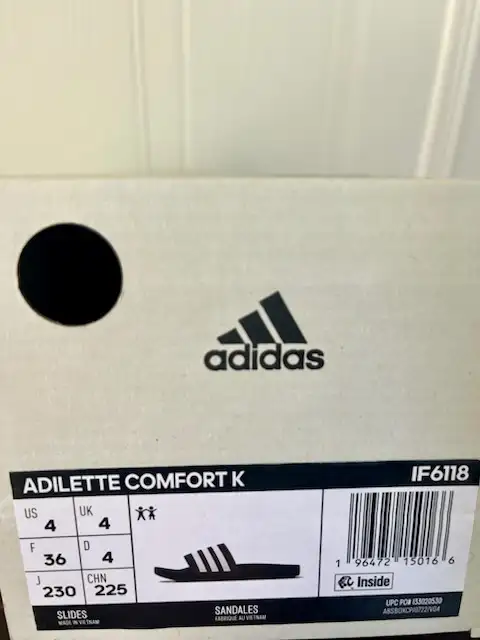 adidas
ADILETTE COMFORT K IF6118
US 4 UK 4
F 36 D 4
J 230 CHN 225
1 96472 15016 6
Inside
SLIDES
MADE IN VIETNAM
SANDALES
FABRIQUÉ AU VIETNAM
UPC PO# 133020530